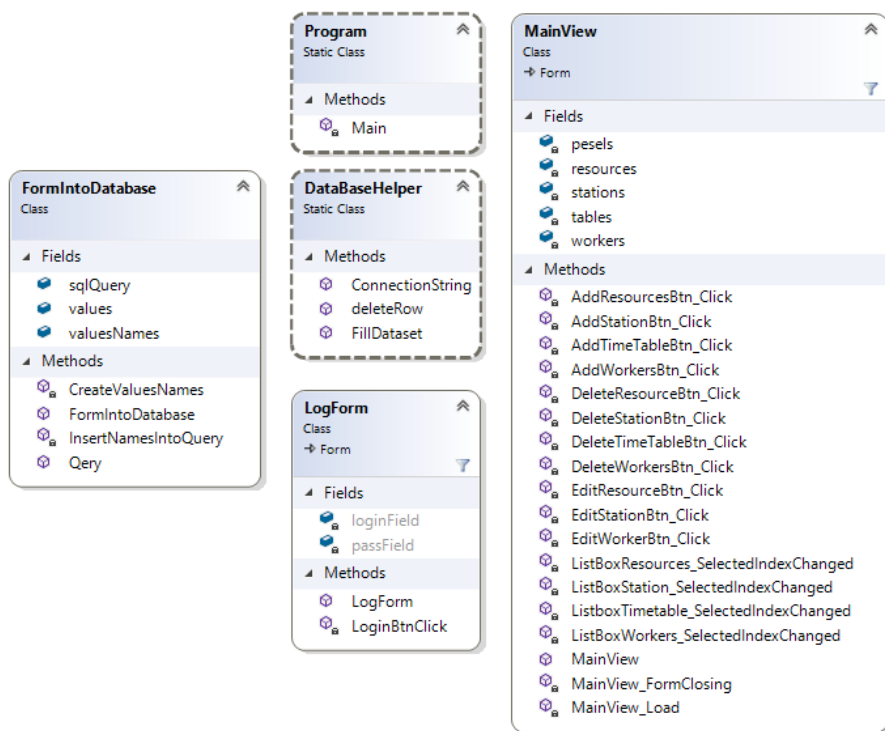 FormIntoDatabase
Class
Fields
sqlQuery
values
valuesNames
Methods
CreateValuesNames
FormIntoDatabase
InsertNamesIntoQuery
Qery
Program
Static Class
Methods
Main
DataBaseHelper
Static Class
Methods
ConnectionString
deleteRow
FillDataset
LogForm
Class
Form
Fields
loginField
passField
Methods
LogForm
LoginBtnClick
MainView
Class
Form
Fields
pesels
resources
stations
tables
workers
Methods
AddResourcesBtn_Click
AddStationBtn_Click
AddTimeTableBtn_Click
AddWorkersBtn_Click
DeleteResourceBtn_Click
DeleteStationBtn_Click
DeleteTimeTableBtn_Click
DeleteWorkersBtn_Click
EditResourceBtn_Click
EditStationBtn_Click
EditWorkerBtn_Click
ListBoxResources_SelectedIndexChanged
ListBoxStation_SelectedIndexChanged
ListboxTimetable_SelectedIndexChanged
ListBoxWorkers_SelectedIndexChanged
MainView
MainView_FormClosing
MainView_Load